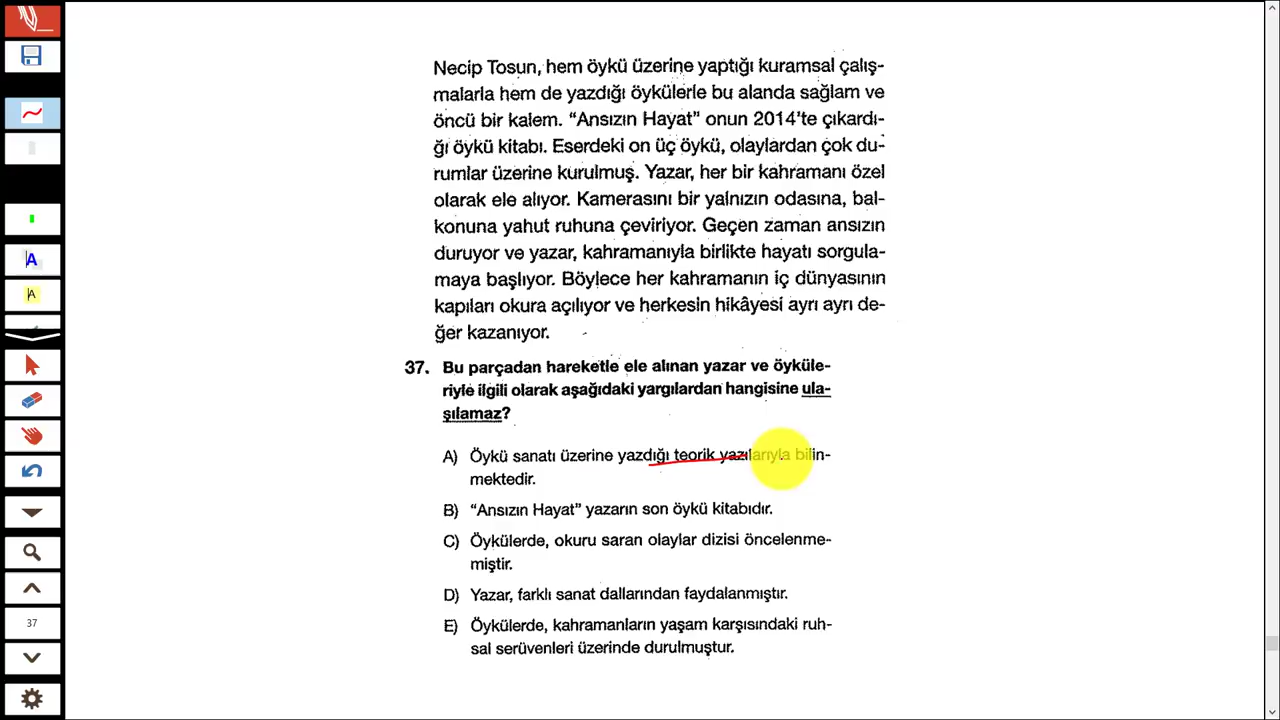 Necip Tosun, hem öykü üzerine yaptığı kuramsal çalış-
malarla hem de yazdığı öykülerle bu alanda sağlam ve
öncü bir kalem. “Ansızın Hayat” onun 2014’te çıkardı-
ğı öykü kitabı. Eserdeki on üç öykü, olaylardan çok du-
rumlar üzerine kurulmuş. Yazar, her bir kahramanı özel
olarak ele alıyor. Kamerasını bir yalnızın odasına, bal-
konuna yahut ruhuna çeviriyor. Geçen zaman ansızın
duruyor ve yazar, kahramanıyla birlikte hayatı sorgula-
maya başlıyor. Böylece her kahramanın iç dünyasının
kapıları okura açılıyor ve herkesin hikâyesi ayrı ayrı de-
ğer kazanıyor.
37. Bu parçadan hareketle ele alınan yazar ve öyküle-
riyle ilgili olarak aşağıdaki yargılardan hangisine ula-
şılamaz?
A) Öykü sanatı üzerine yazdığı teorik yazılarıyla bilin-
mektedir.
B) “Ansızın Hayat” yazarın son öykü kitabıdır.
C) Öykülerde, okuru saran olaylar dizisi öncelenme-
miştir.
D) Yazar, farklı sanat dallarından faydalanmıştır.
E) Öykülerde, kahramanların yaşam karşısındaki ruh-
sal serüvenleri üzerinde durulmuştur.
A
A
37